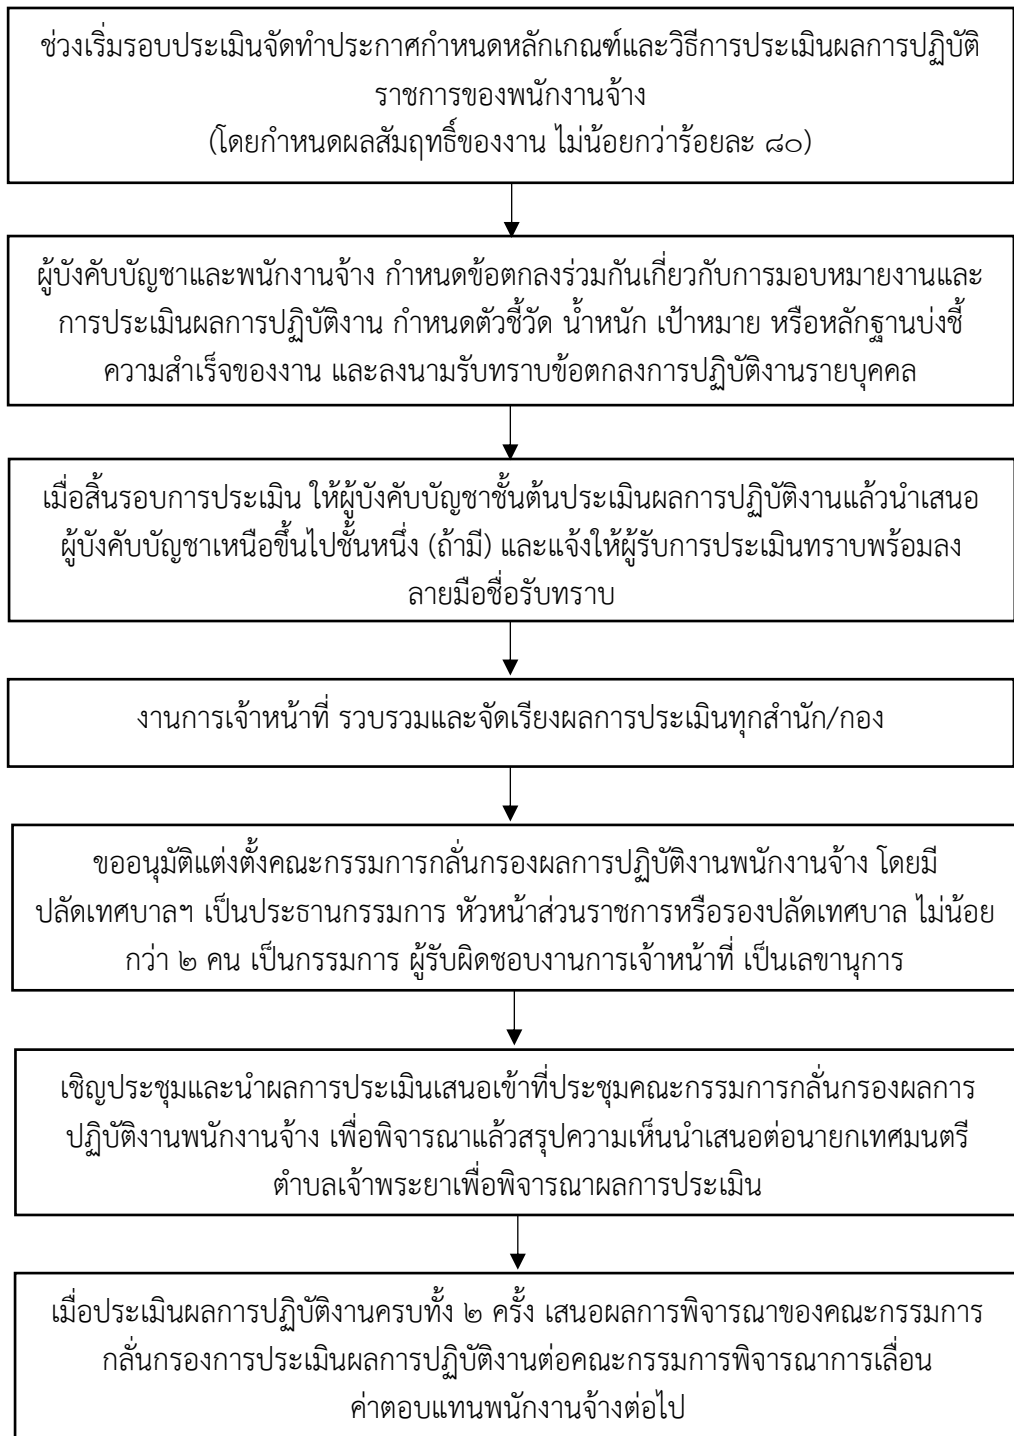 ช่วงเริ่มรอบประเมินจัดทำประกาศกำหนดหลักเกณฑ์และวิธีการประเมินผลการปฏิบัติ
ราชการของพนักงานจ้าง
(โดยกำหนดผลสัมฤทธิ์ของงาน ไม่น้อยกว่าร้อยละ ๘๐)
ผู้บังคับบัญชาและพนักงานจ้าง กำหนดข้อตกลงร่วมกันเกี่ยวกับการมอบหมายงานและ
การประเมินผลการปฏิบัติงาน กำหนดตัวชี้วัด น้ำหนัก เป้าหมาย หรือหลักฐานบ่งชี้
ความสำเร็จของงาน และลงนามรับทราบข้อตกลงการปฏิบัติงานรายบุคคล
เมื่อสิ้นรอบการประเมิน ให้ผู้บังคับบัญชาชั้นต้นประเมินผลการปฏิบัติงานแล้วนำเสนอ
ผู้บังคับบัญชาเหนือขึ้นไปชั้นหนึ่ง (ถ้ามี) และแจ้งให้ผู้รับการประเมินทราบพร้อมลง
ลายมือชื่อรับทราบ
งานการเจ้าหน้าที่ รวบรวมและจัดเรียงผลการประเมินทุกสำนัก/กอง
ขออนุมัติแต่งตั้งคณะกรรมการกลั่นกรองผลการปฏิบัติงานพนักงานจ้าง โดยมี
ปลัดเทศบาลฯ เป็นประธานกรรมการ หัวหน้าส่วนราชการหรือรองปลัดเทศบาล ไม่น้อย
กว่า ๒ คน เป็นกรรมการ ผู้รับผิดชอบงานการเจ้าหน้าที่ เป็นเลขานุการ
เชิญประชุมและนำผลการประเมินเสนอเข้าที่ประชุมคณะกรรมการกลั่นกรองผลการ
ปฏิบัติงานพนักงานจ้าง เพื่อพิจารณาแล้วสรุปความเห็นนำเสนอต่อนายกเทศมนตรี
ตำบลเจ้าพระยาเพื่อพิจารณาผลการประเมิน
เมื่อประเมินผลการปฏิบัติงานครบทั้ง ๒ ครั้ง เสนอผลการพิจารณาของคณะกรรมการ
กลั่นกรองการประเมินผลการปฏิบัติงานต่อคณะกรรมการพิจารณาการเลื่อน
ค่าตอบแทนพนักงานจ้างต่อไป